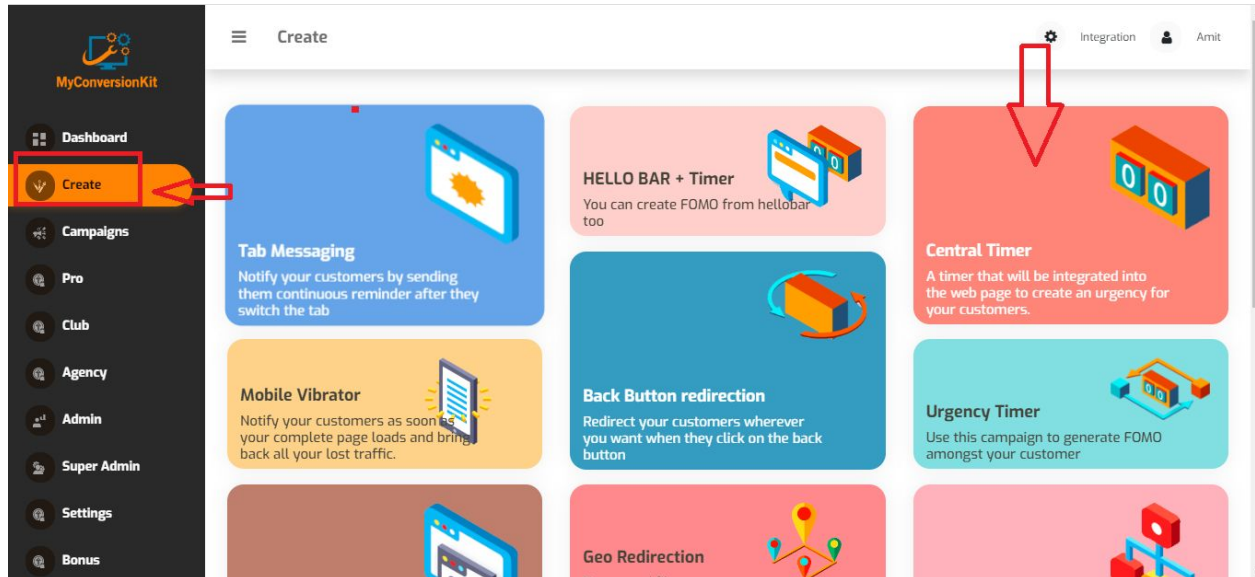 MyConversionKit
Dashboard
Create
Campaigns
Pro
Club
Agency
Admin
Super Admin
Settings
Bonus
Create
Integration
Amit
Tab Messaging
Notify your customers by sending
them continuous reminder after they
switch the tab
HELLO BAR + Timer
You can create FOMO from hellobar
too
00
Central Timer
A timer that will be integrated into
the web page to create an urgency for
your customers.
00
Mobile Vibrator
Notify your customers as soon as
your complete page loads and bring
back all your lost traffic.
Back Button redirection
Redirect your customers wherever
you want when they click on the back
button
Urgency Timer
Use this campaign to generate FOMO
amongst your customer
00
Geo Redirection